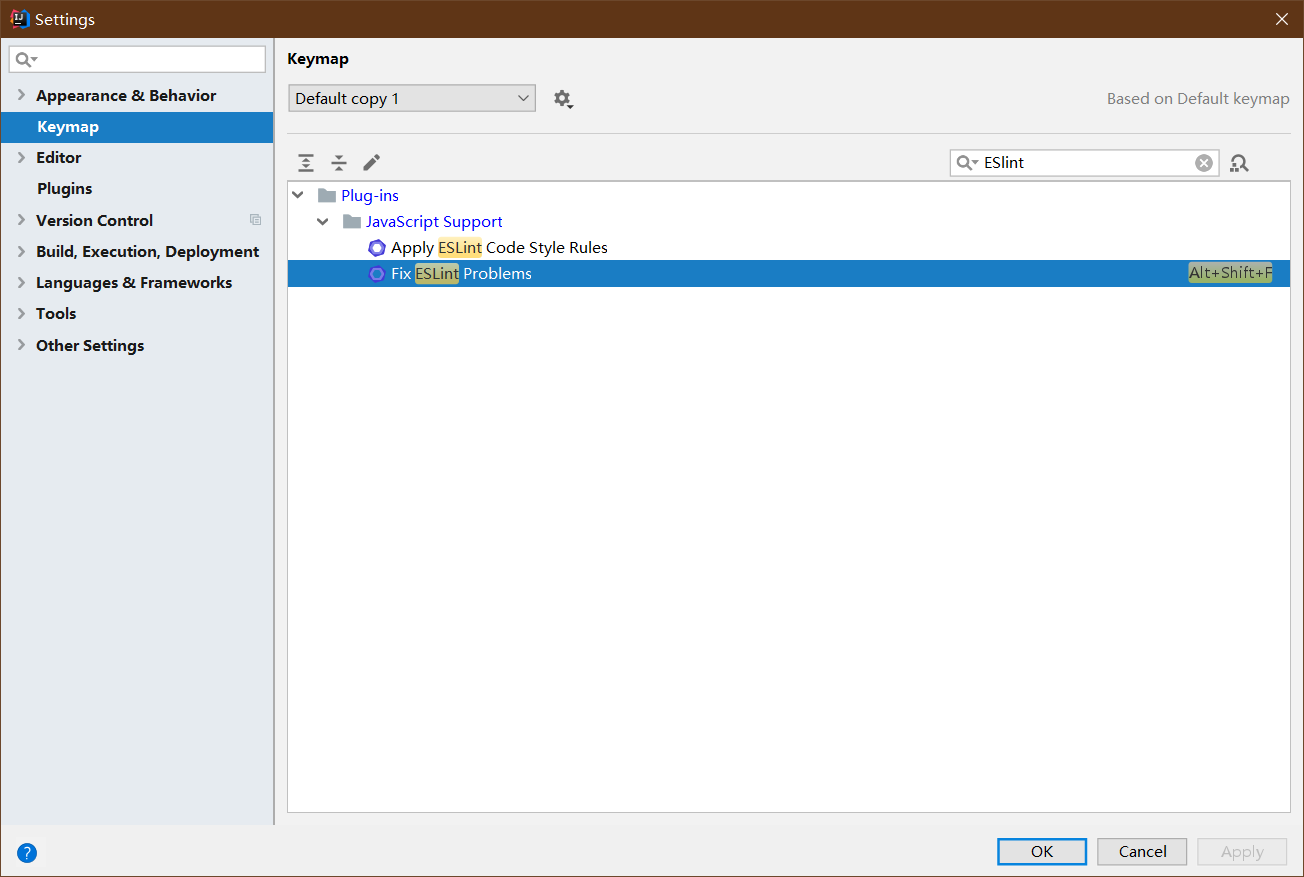 Settings
Appearance & Behavior
Keymap
Editor
Plugins
Version Control
Build, Execution, Deployment
Languages & Frameworks
Tools
Other Settings
Keymap
Default copy 1
Based on Default keymap
ESlint
Plug-ins
JavaScript Support
Apply ESLint Code Style Rules
Fix ESLint Problems Alt+Shift+F
?
OK Cancel Apply